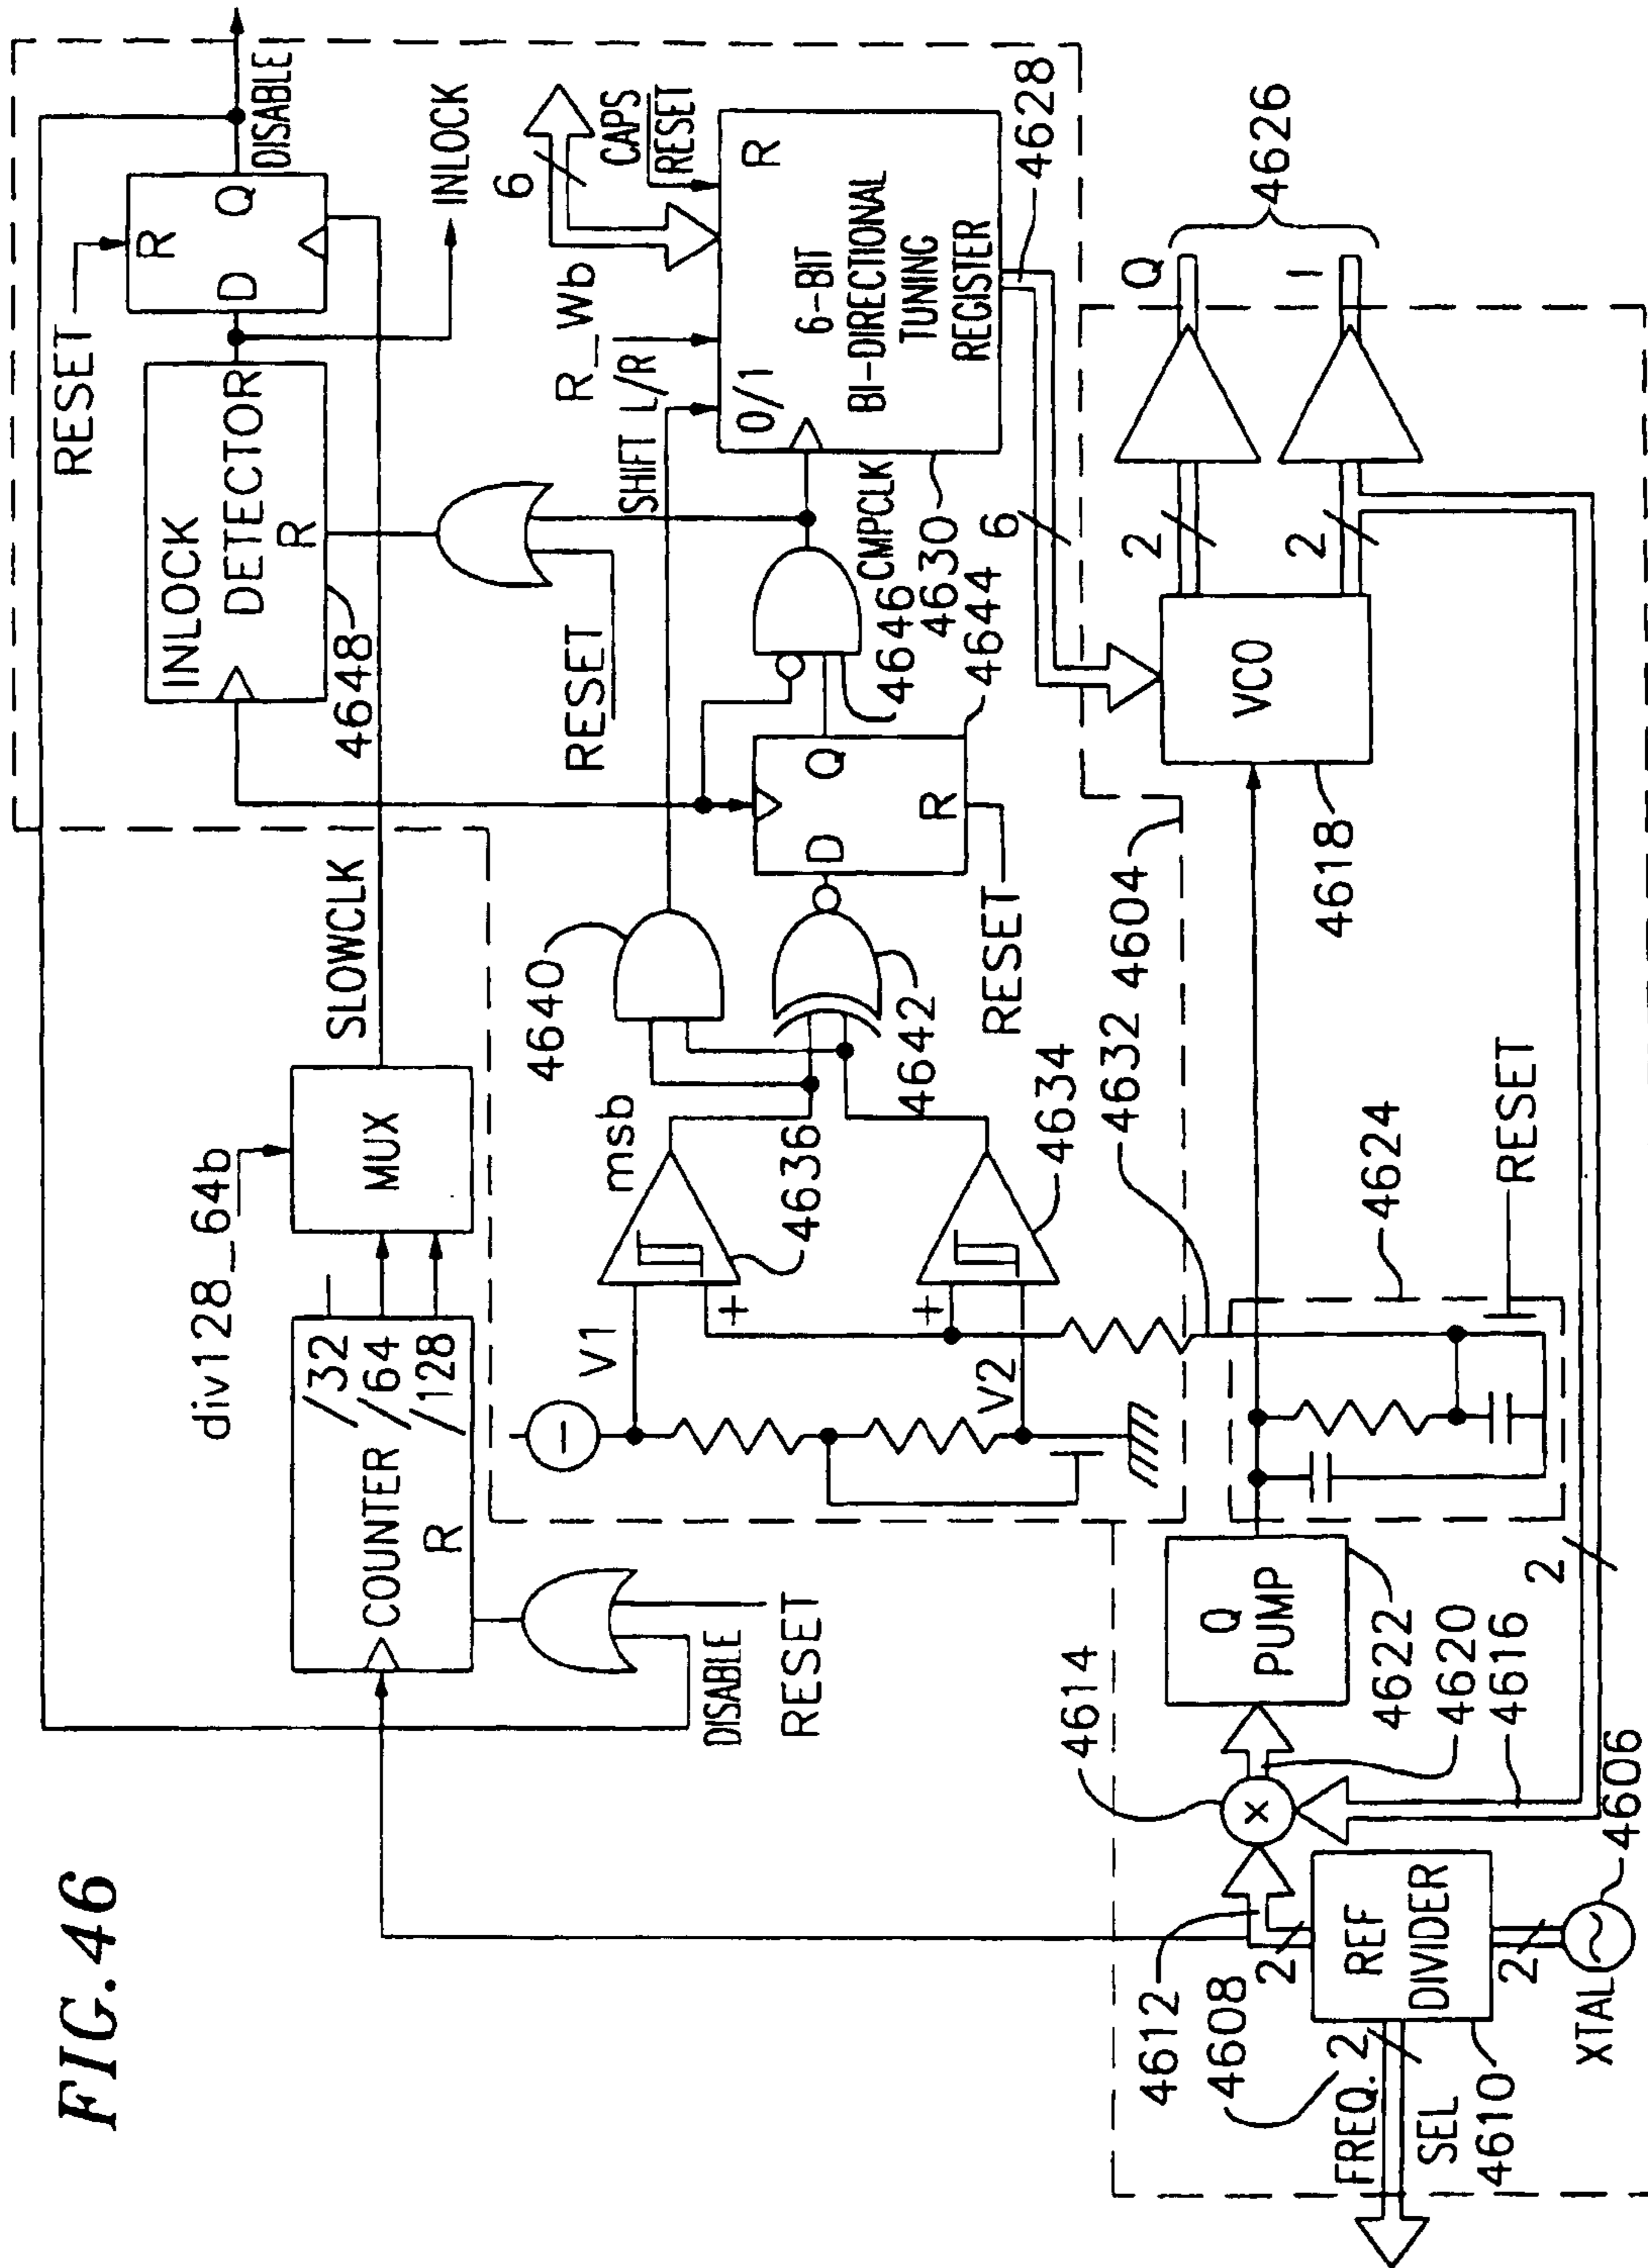 FIG.46
RESET
INLOCK
DETECTOR
R
4648
R
D
Q
DISABLE
INLOCK
div128_64b
COUNTER
/32
/64
/128
R
MUX
SLOWCLK
DISABLE
RESET
RESET
6
CAPS
RESET
R_Wb
SHIFT L/R
0/1
R
6-BIT
BI-DIRECTIONAL
TUNING
REGISTER
4628
CMPCLK
4646
4630
4644
6
4640
msb
V1
+
4636
4642
D
Q
R
RESET
+
V2
4634
4632
4604
4614
Q
PUMP
4622
4620
4616
4624
RESET
VCO
4618
2
2
Q
I
4626
2
4612
4608
2
FREQ.
SEL
2
REF
DIVIDER
4610
2
XTAL
4606
X